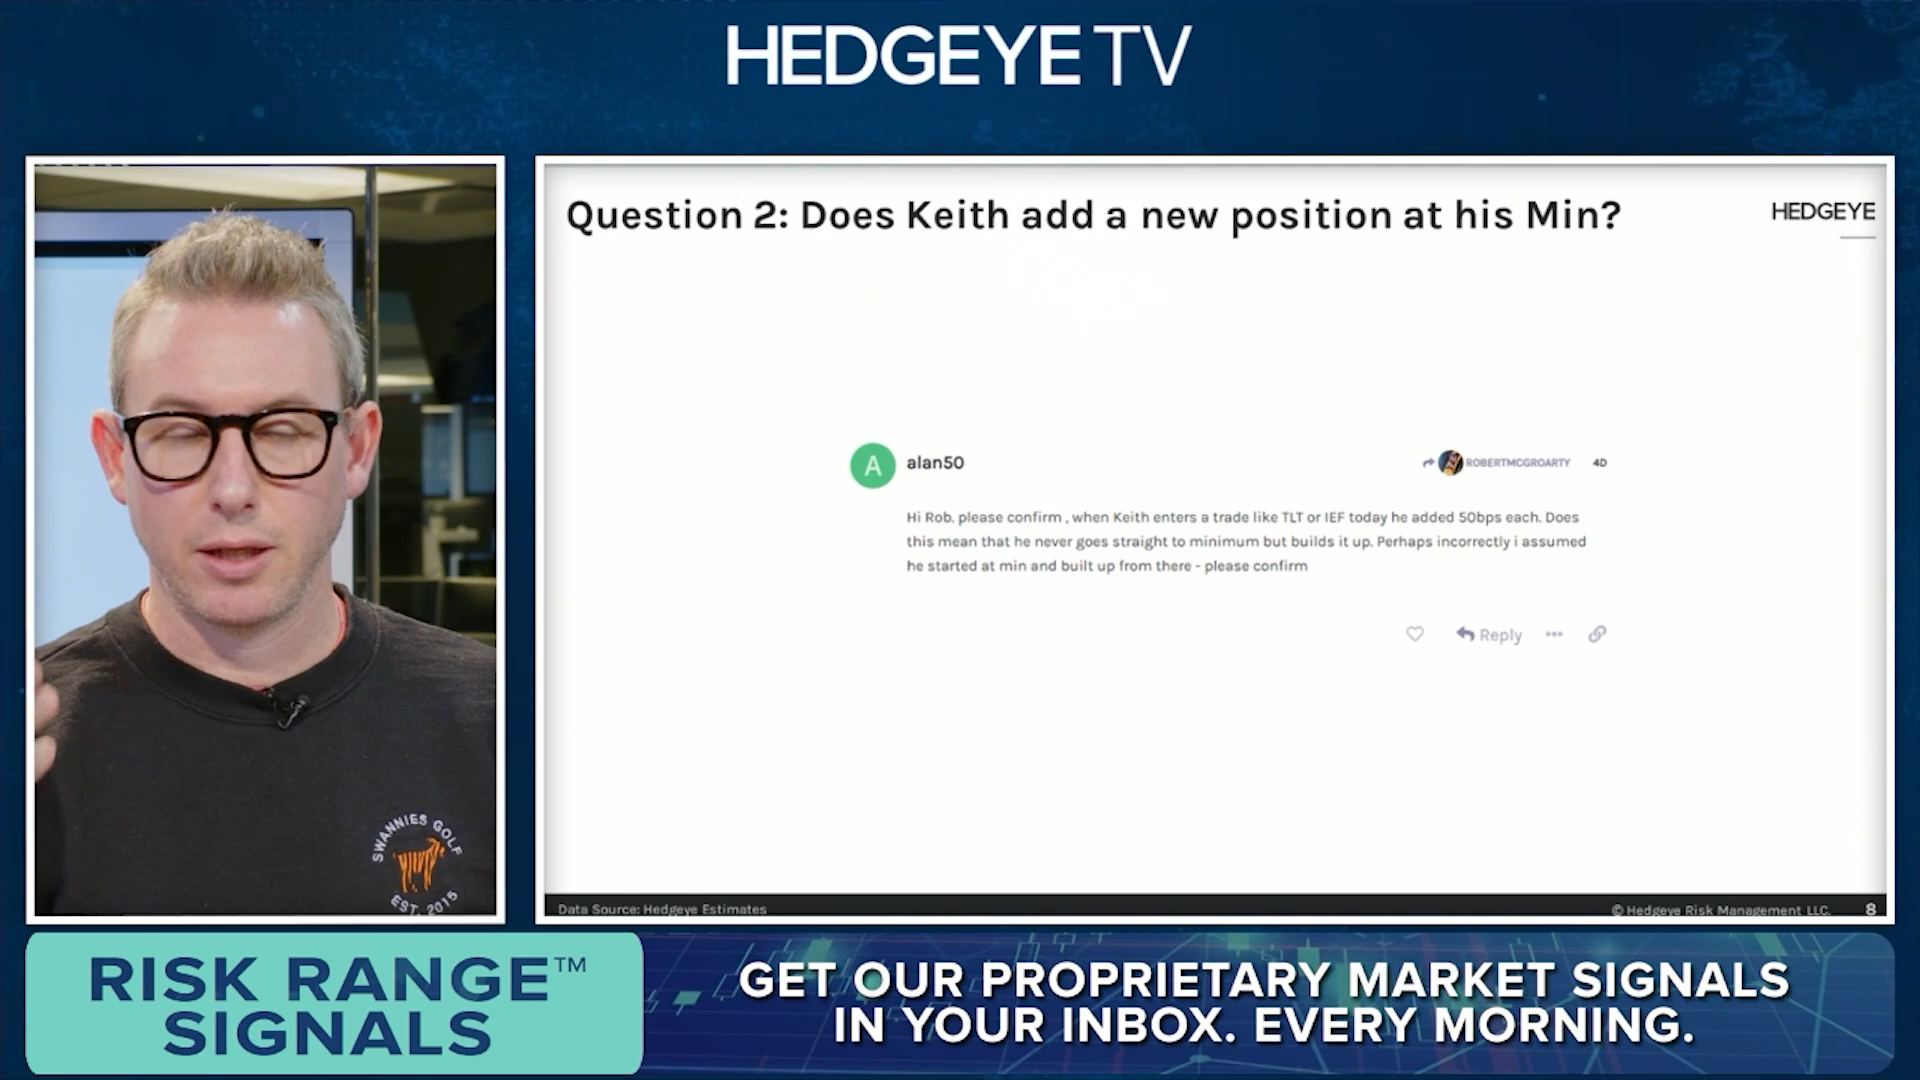 HEDGEYE TV
Question 2: Does Keith add a new position at his Min?
HEDGEYE
A
alan50
ROBERTMCGROARTY
4D
Hi Rob. please confirm , when Keith enters a trade like TLT or IEF today he added 50bps each. Does
this mean that he never goes straight to minimum but builds it up. Perhaps incorrectly i assumed
he started at min and built up from there - please confirm
Reply
SWANNIES GOLF
EST. 2015
Data Source: Hedgeye Estimates
© Hedgeye Risk Management LLC.
8
RISK RANGE™
SIGNALS
GET OUR PROPRIETARY MARKET SIGNALS
IN YOUR INBOX. EVERY MORNING.